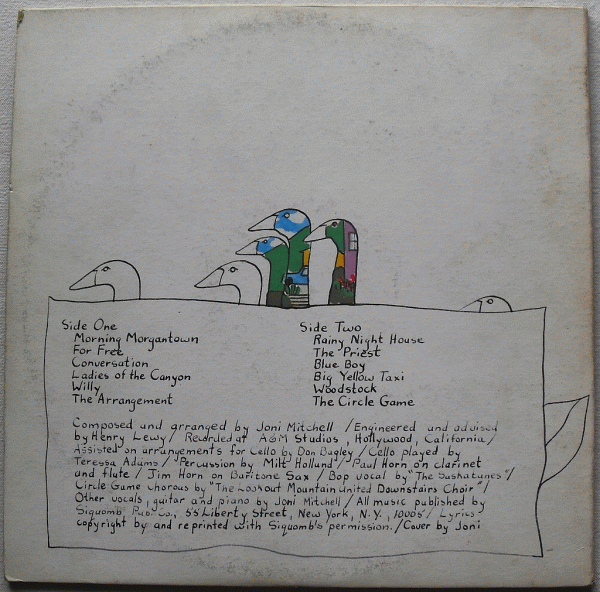 Side One
Morning Morgantown
For Free
Conversation
Ladies of the Canyon
Willy
The Arrangement
Side Two
Rainy Night House
The Priest
Blue Boy
Big Yellow Taxi
Woodstock
The Circle Game
Composed and arranged by Joni Mitchell / Engineered and advised
by Henry Lewy / Recorded at A&M Studios, Hollywood, California /
Assisted on arrangements for Cello by Don Bagley / Cello played by
Teressa Adams / Percussion by Milt Holland / Paul Horn on clarinet
and flute / Jim Horn on Baritone Sax / Bop vocal by "The Saskatunes" /
Circle Game chorous by "The Lookout Mountain United Downstairs Choir" /
Other vocals, guitar and piano by Joni Mitchell / All music published by
Siquomb Pub. Co., 55 Liberty Street, New York, N.Y., 10005 / Lyrics
copyright by and reprinted with Siquomb's permission. / Cover by Joni